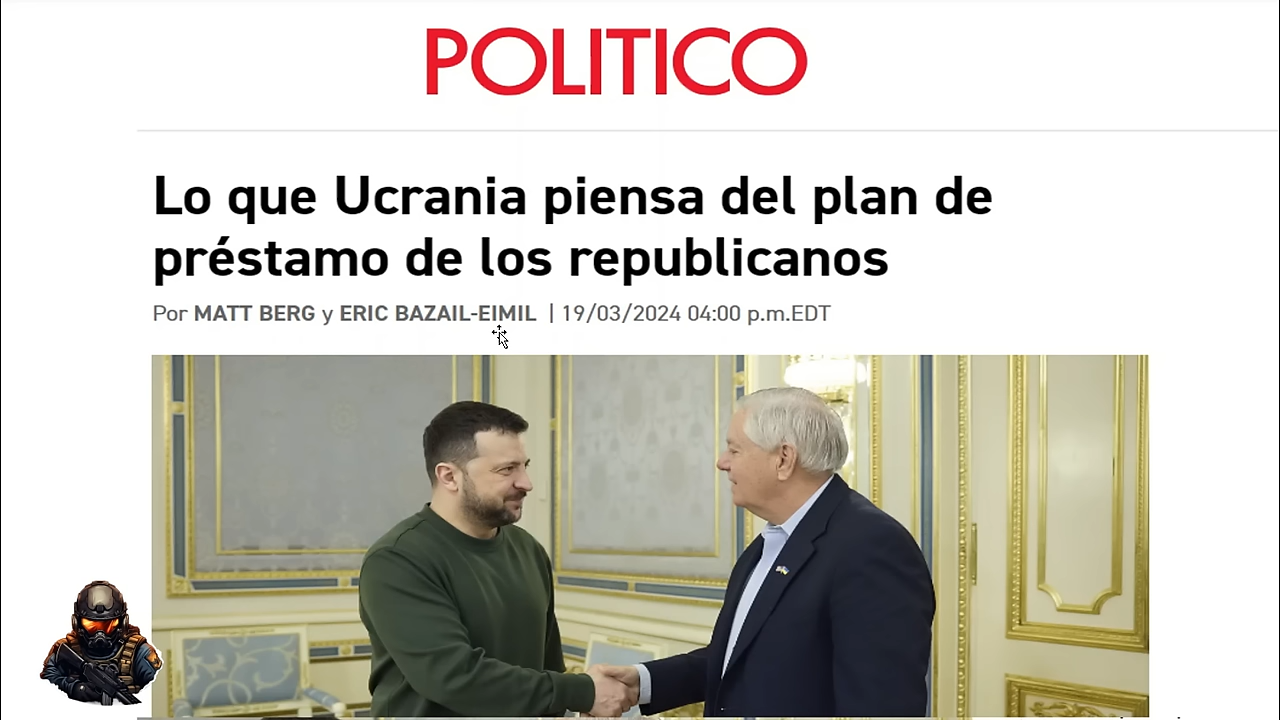 POLITICO
Lo que Ucrania piensa del plan de
préstamo de los republicanos
Por MATT BERG y ERIC BAZAIL-EIMIL | 19/03/2024 04:00 p.m.EDT